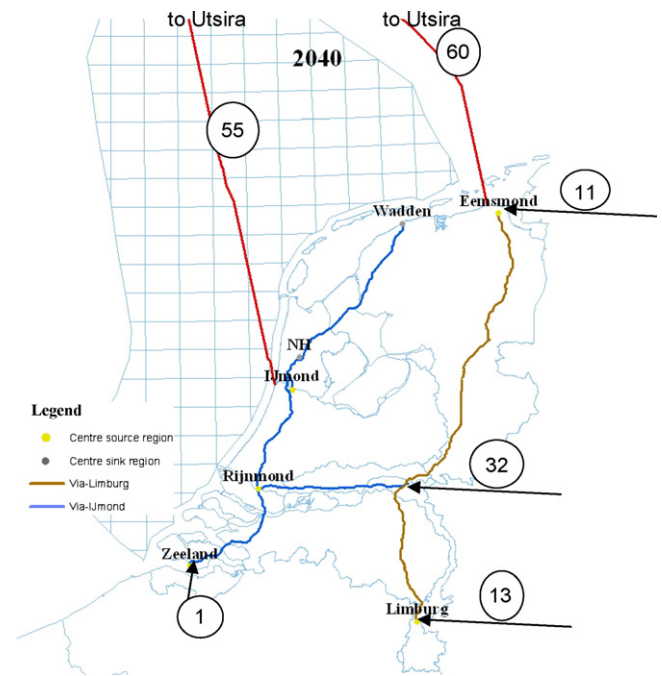 to Utsira
to Utsira
2040
60
55
11
Wadden
Eemsmond
NH
IJmond
Legend
Centre source region
Centre sink region
Via-Limburg
Via-IJmond
Rijnmond
32
Zeeland
1
Limburg
13